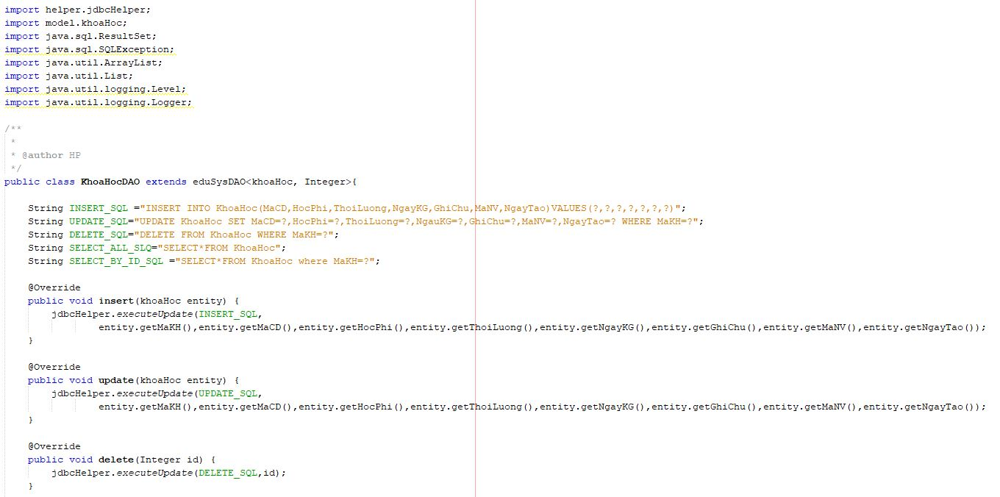 import helper.jdbcHelper;
import model.khoaHoc;
import java.sql.ResultSet;
import java.sql.SQLException;
import java.util.ArrayList;
import java.util.List;
import java.util.logging.Level;
import java.util.logging.Logger;
/**
 *
 * @author HP
 */
public class KhoaHocDAO extends eduSysDAO<khoaHoc, Integer>{
    String INSERT_SQL ="INSERT INTO KhoaHoc(MaCD,HocPhi,ThoiLuong,NgayKG,GhiChu,MaNV,NgayTao)VALUES(?,?,?,?,?,?,?)";
    String UPDATE_SQL="UPDATE KhoaHoc SET MaCD=?,HocPhi=?,ThoiLuong=?,NgauKG=?,GhiChu=?,MaNV=?,NgayTao=? WHERE MaKH=?";
    String DELETE_SQL="DELETE FROM KhoaHoc WHERE MaKH=?";
    String SELECT_ALL_SLQ="SELECT*FROM KhoaHoc";
    String SELECT_BY_ID_SQL ="SELECT*FROM KhoaHoc where MaKH=?";
    @Override
    public void insert(khoaHoc entity) {
        jdbcHelper.executeUpdate(INSERT_SQL,
                entity.getMaKH(),entity.getMaCD(),entity.getHocPhi(),entity.getThoiLuong(),entity.getNgayKG(),entity.getGhiChu(),entity.getMaNV(),entity.getNgayTao());
    }
    @Override
    public void update(khoaHoc entity) {
        jdbcHelper.executeUpdate(UPDATE_SQL,
                entity.getMaKH(),entity.getMaCD(),entity.getHocPhi(),entity.getThoiLuong(),entity.getNgayKG(),entity.getGhiChu(),entity.getMaNV(),entity.getNgayTao());
    }
    @Override
    public void delete(Integer id) {
        jdbcHelper.executeUpdate(DELETE_SQL,id);
    }